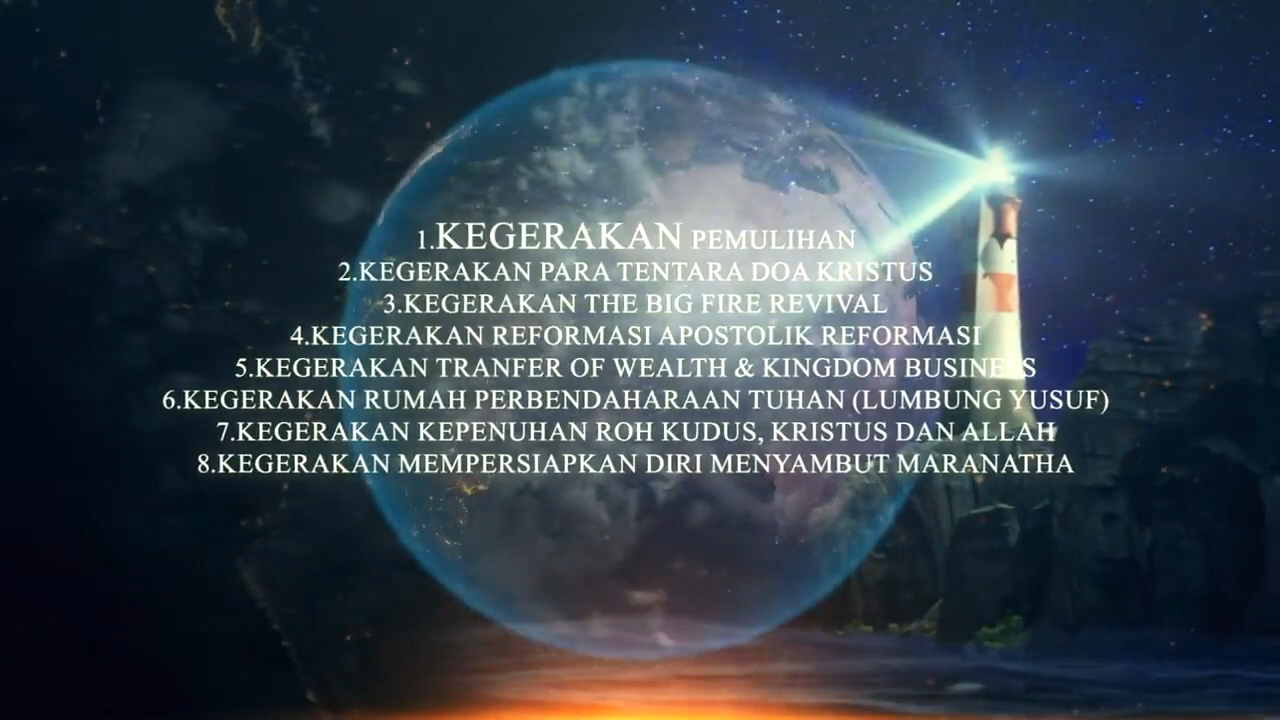 1.KEGERAKAN PEMULIHAN
2.KEGERAKAN PARA TENTARA DOA KRISTUS
3.KEGERAKAN THE BIG FIRE REVIVAL
4.KEGERAKAN REFORMASI APOSTOLIK REFORMASI
5.KEGERAKAN TRANFER OF WEALTH & KINGDOM BUSINESS
6.KEGERAKAN RUMAH PERBENDAHARAAN TUHAN (LUMBUNG YUSUF)
7.KEGERAKAN KEPENUHAN ROH KUDUS, KRISTUS DAN ALLAH
8.KEGERAKAN MEMPERSIAPKAN DIRI MENYAMBUT MARANATHA